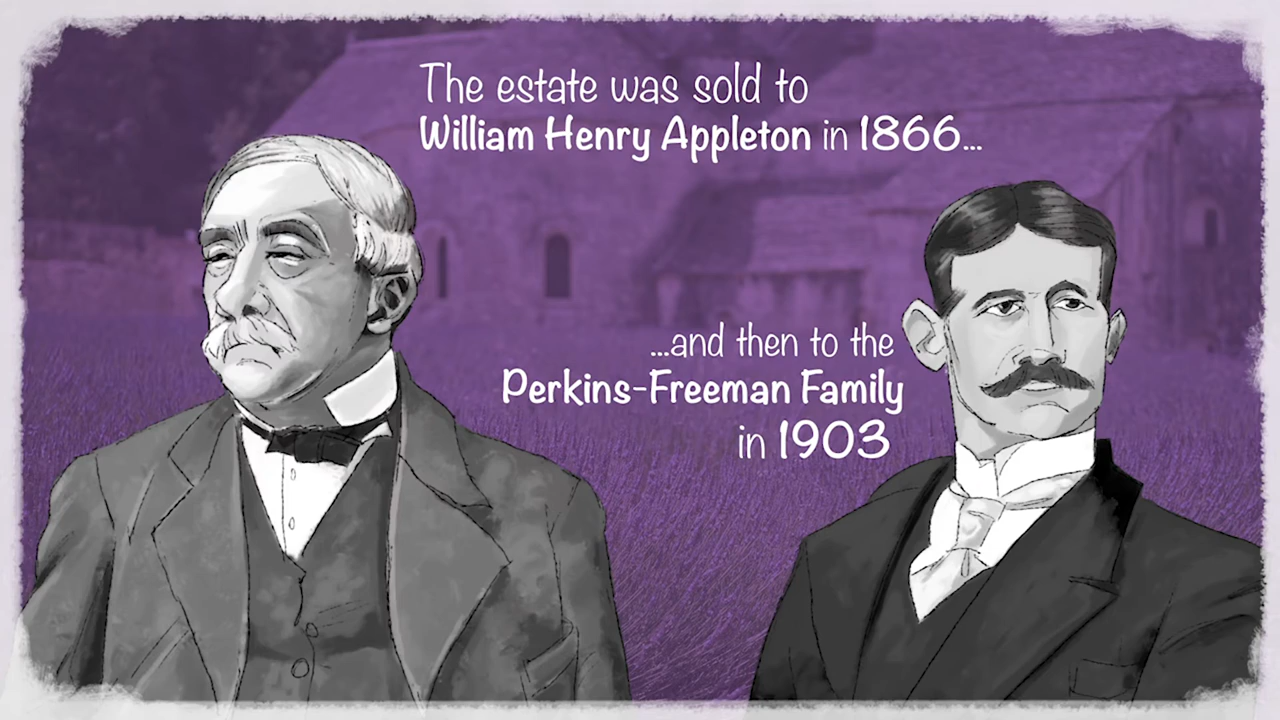 The estate was sold to
William Henry Appleton in 1866...
...and then to the
Perkins-Freeman Family
in 1903